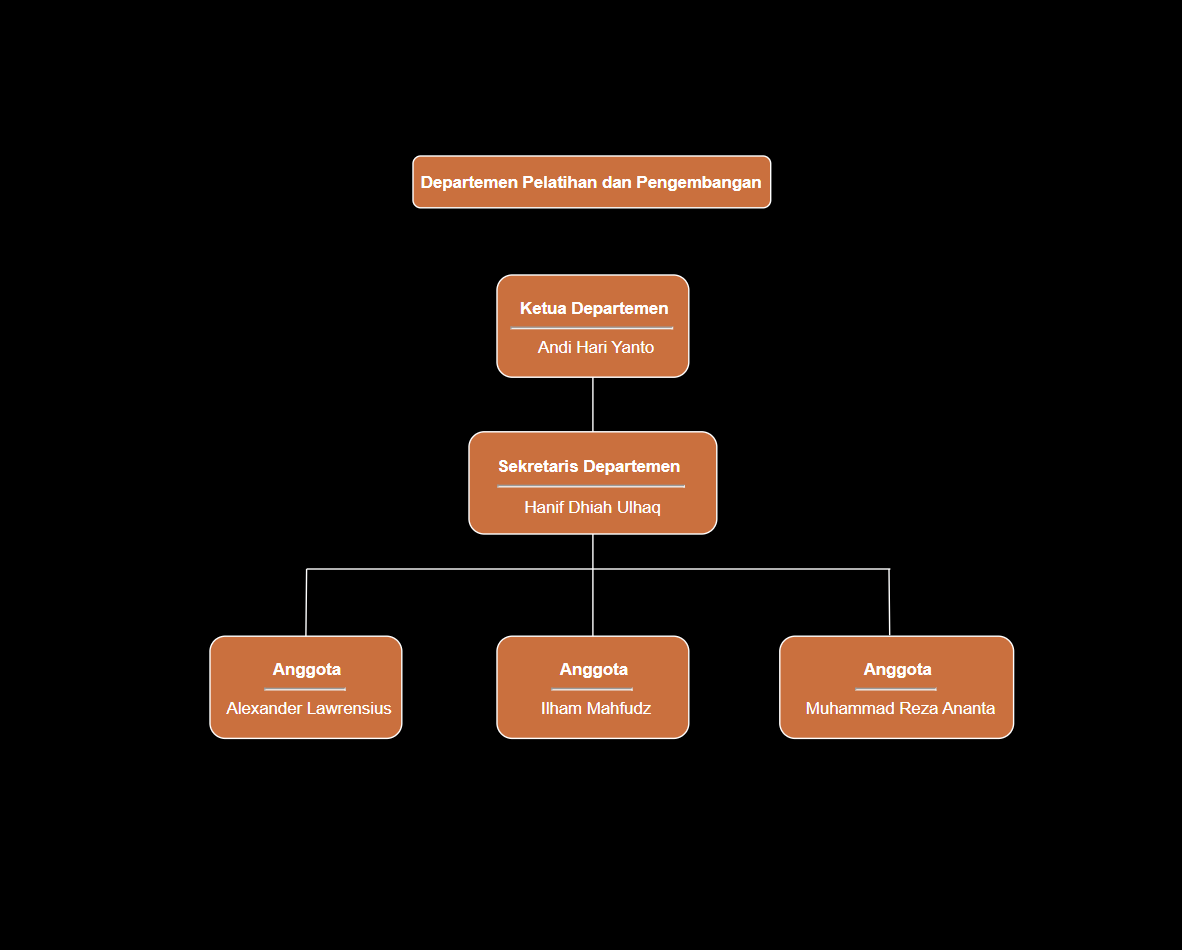 Departemen Pelatihan dan Pengembangan
Ketua Departemen
Andi Hari Yanto
Sekretaris Departemen
Hanif Dhiah Ulhaq
Anggota
Alexander Lawrensius
Anggota
Ilham Mahfudz
Anggota
Muhammad Reza Ananta